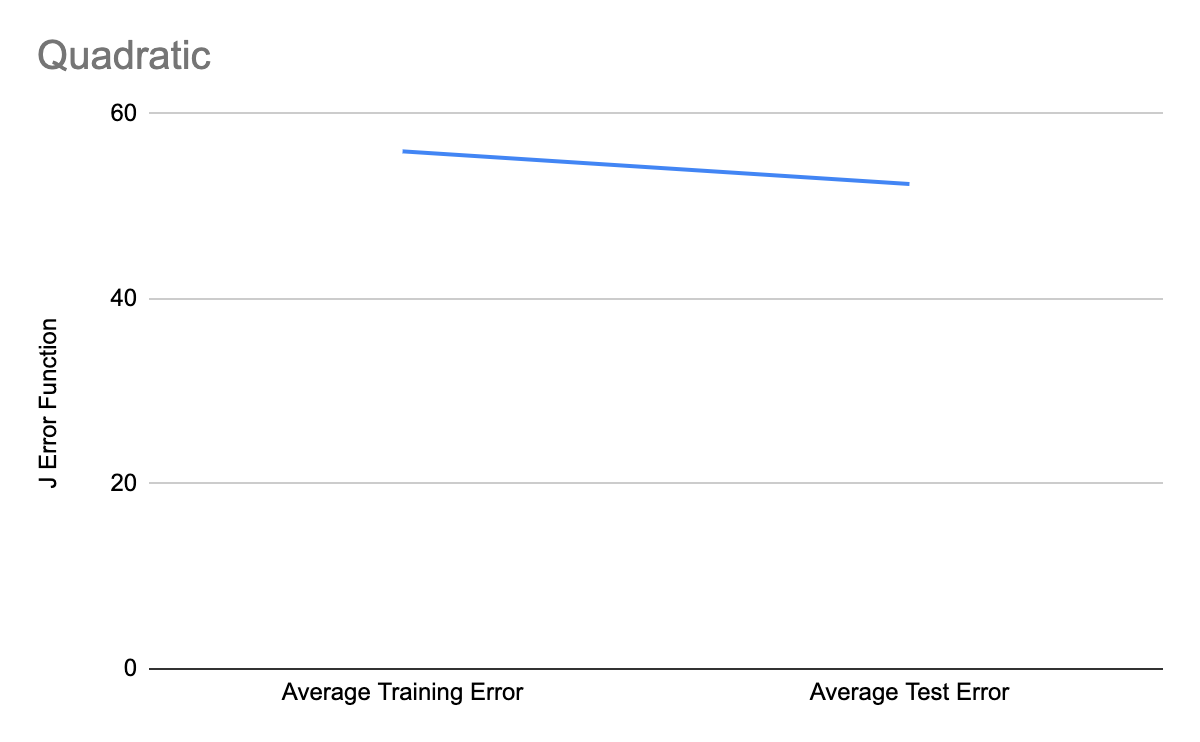 Quadratic
60
40
20
0
J Error Function
Average Training Error
Average Test Error